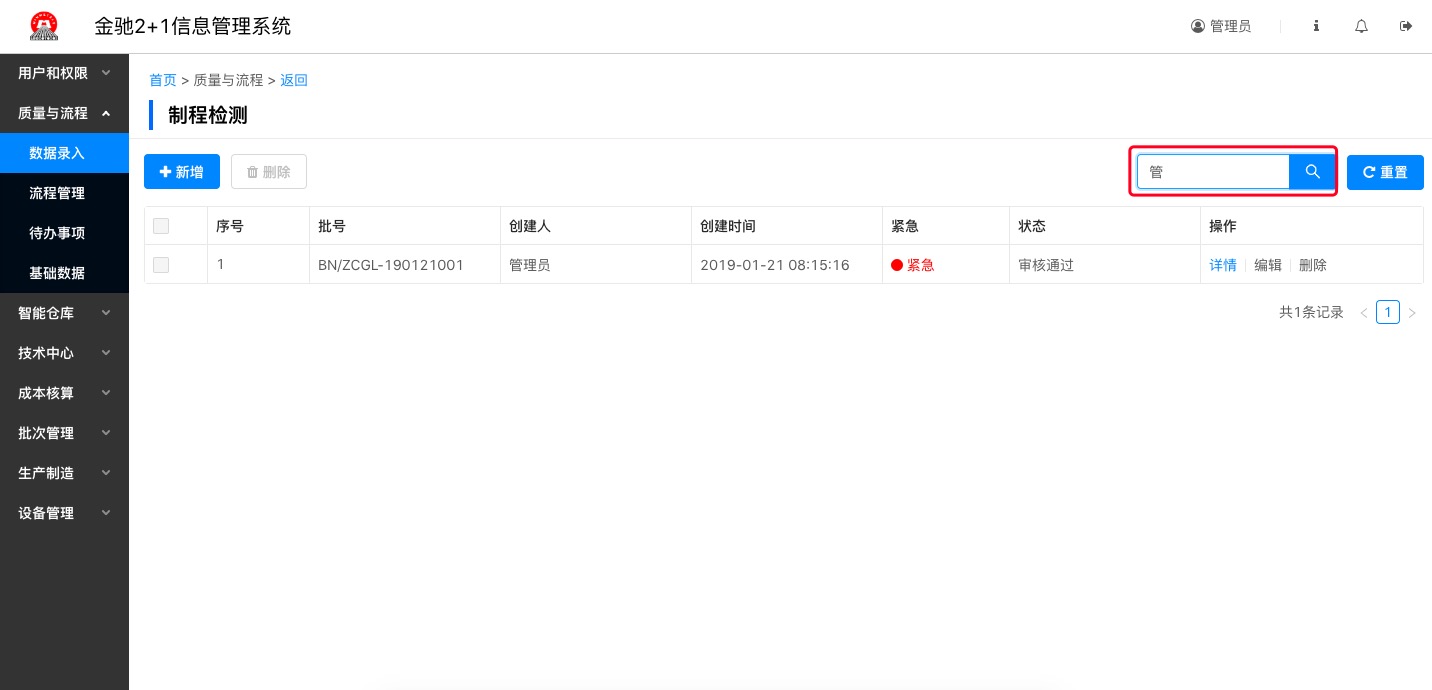 金驰2+1信息管理系统
管理员
用户和权限
质量与流程
数据录入
流程管理
待办事项
基础数据
智能仓库
技术中心
成本核算
批次管理
生产制造
设备管理
首页 > 质量与流程 > 返回
制程检测
新增 删除 管 重置
序号 批号 创建人 创建时间 紧急 状态 操作
1 BN/ZCGL-190121001 管理员 2019-01-21 08:15:16 紧急 审核通过 详情 编辑 删除
共1条记录 < 1 >